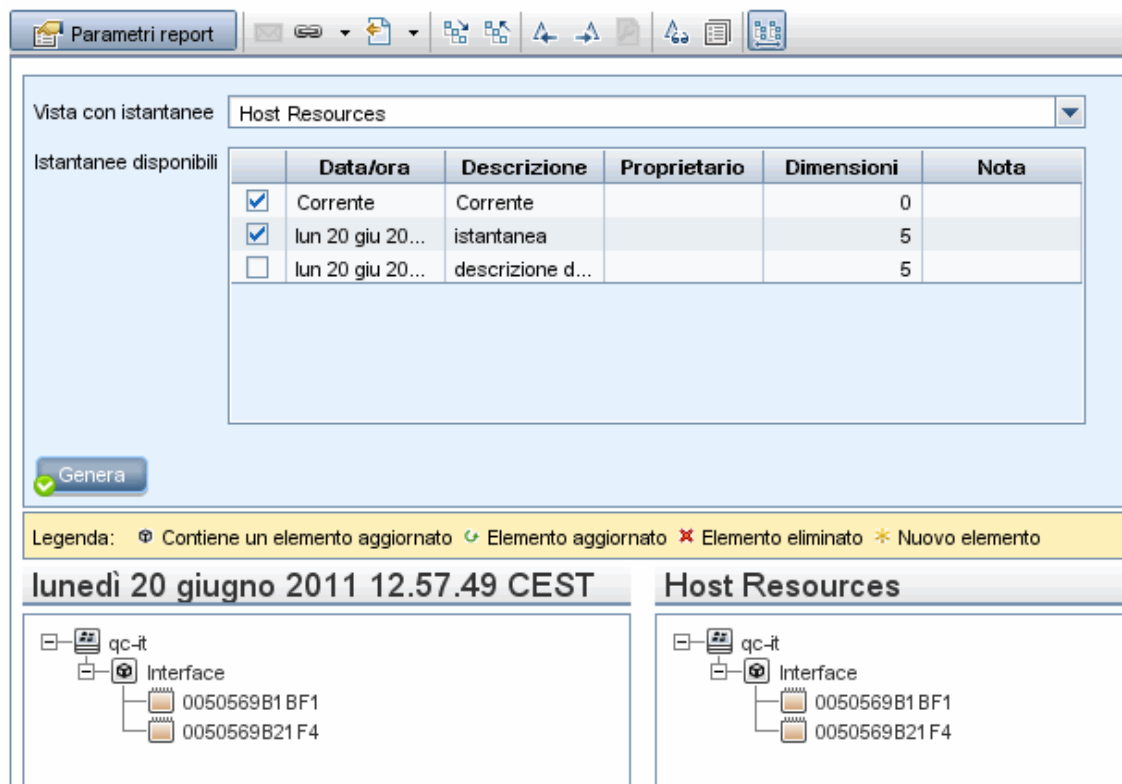 Parametri report
Vista con istantanee Host Resources
Istantanee disponibili
Data/ora Descrizione Proprietario Dimensioni Nota
Corrente Corrente 0
lun 20 giu 20... istantanea 5
lun 20 giu 20... descrizione d... 5
Genera
Legenda: Contiene un elemento aggiornato Elemento aggiornato Elemento eliminato Nuovo elemento
lunedì 20 giugno 2011 12.57.49 CEST
qc-it
Interface
0050569B1BF1
0050569B21F4
Host Resources
qc-it
Interface
0050569B1BF1
0050569B21F4